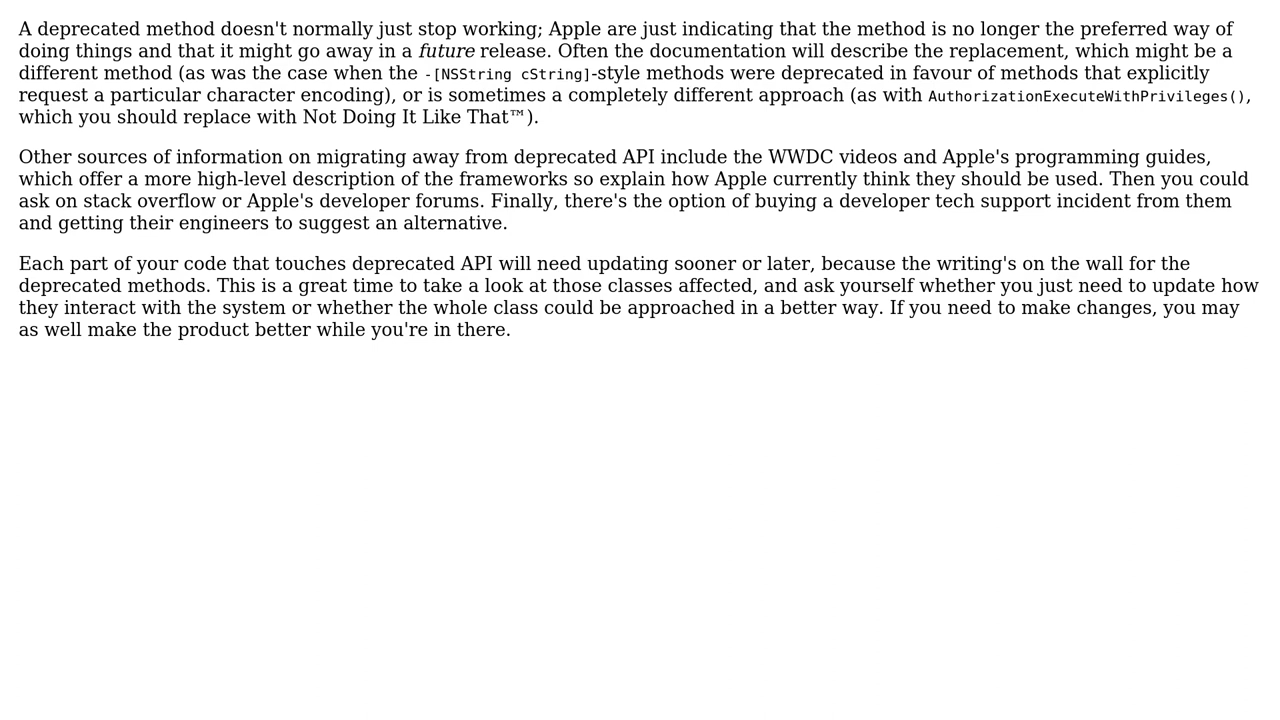 A deprecated method doesn't normally just stop working; Apple are just indicating that the method is no longer the preferred way of
doing things and that it might go away in a future release. Often the documentation will describe the replacement, which might be a
different method (as was the case when the -[NSString cString]-style methods were deprecated in favour of methods that explicitly
request a particular character encoding), or is sometimes a completely different approach (as with AuthorizationExecuteWithPrivileges(),
which you should replace with Not Doing It Like That™).
Other sources of information on migrating away from deprecated API include the WWDC videos and Apple's programming guides,
which offer a more high-level description of the frameworks so explain how Apple currently think they should be used. Then you could
ask on stack overflow or Apple's developer forums. Finally, there's the option of buying a developer tech support incident from them
and getting their engineers to suggest an alternative.
Each part of your code that touches deprecated API will need updating sooner or later, because the writing's on the wall for the
deprecated methods. This is a great time to take a look at those classes affected, and ask yourself whether you just need to update how
they interact with the system or whether the whole class could be approached in a better way. If you need to make changes, you may
as well make the product better while you're in there.